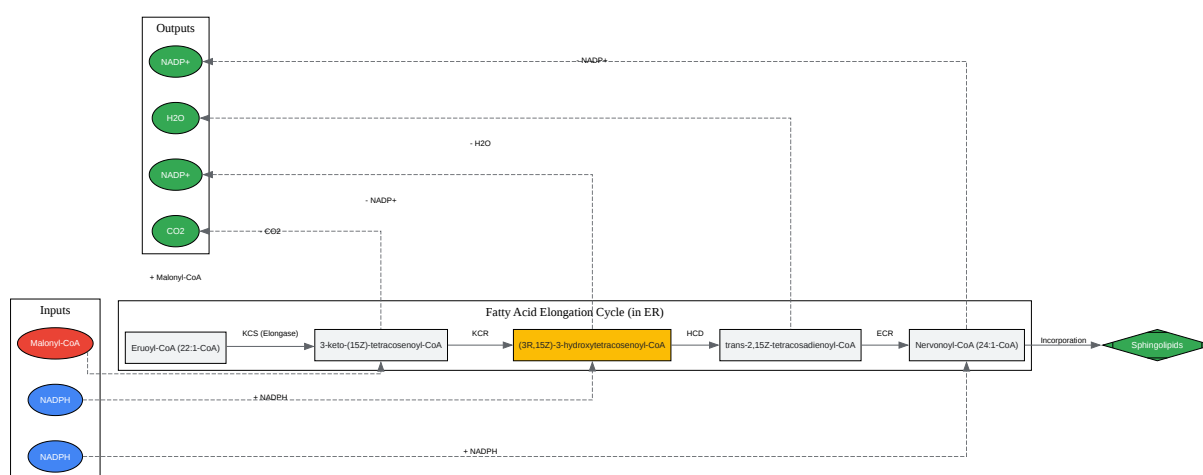 Outputs
NADP+
- NADP+
H2O
- H2O
NADP+
- NADP+
CO2
- CO2
+ Malonyl-CoA
Inputs
Fatty Acid Elongation Cycle (in ER)
Malonyl-CoA
Eruoyl-CoA (22:1-CoA)
KCS (Elongase)
3-keto-(15Z)-tetracosenoyl-CoA
KCR
(3R,15Z)-3-hydroxytetracosenoyl-CoA
HCD
trans-2,15Z-tetracosadienoyl-CoA
ECR
Nervonoyl-CoA (24:1-CoA)
Incorporation
Sphingolipids
NADPH
+ NADPH
NADPH
+ NADPH